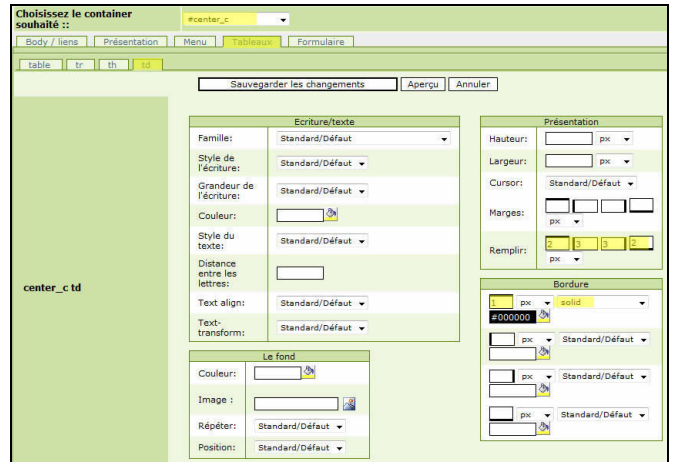 Choisissez le container
souhaité ::
#center_c
Body / liens Présentation Menu Tableaux Formulaire
table tr th td
Sauvegarder les changements Aperçu Annuler
center_c td
Ecriture/texte
Famille: Standard/Défaut
Style de
l'écriture: Standard/Défaut
Grandeur de
l'écriture: Standard/Défaut
Couleur:
Style du
texte: Standard/Défaut
Distance
entre les
lettres:
Text align: Standard/Défaut
Text-
transform: Standard/Défaut
Le fond
Couleur:
Image :
Répéter: Standard/Défaut
Position: Standard/Défaut
Présentation
Hauteur: px
Largeur: px
Cursor: Standard/Défaut
Marges:
px
Remplir: 2 3 3 2
px
Bordure
1 px solid
#000000
px Standard/Défaut
px Standard/Défaut
px Standard/Défaut